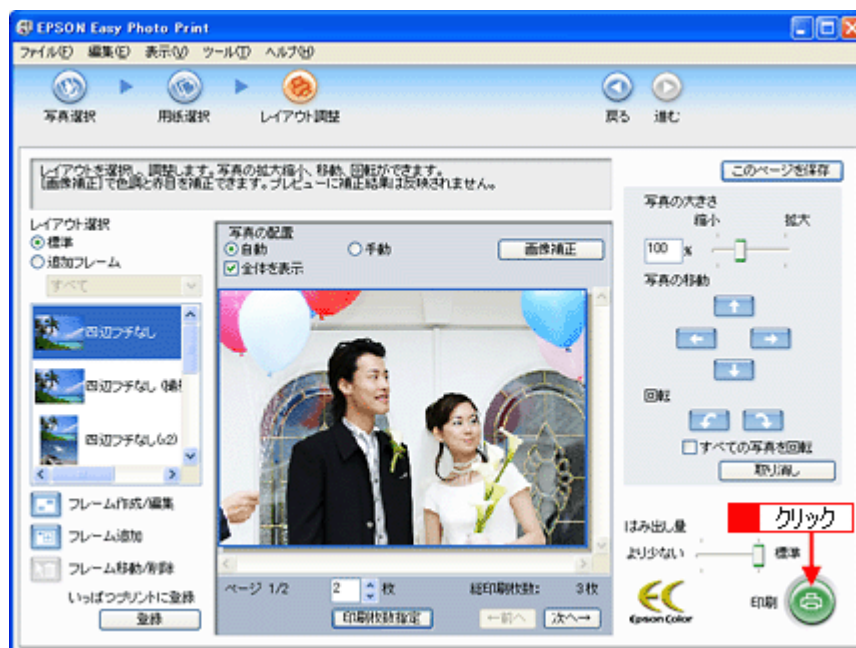 EPSON Easy Photo Print
ファイル(F) 編集(E) 表示(V) ツール(T) ヘルプ(H)
写真選択 用紙選択 レイアウト調整 戻る 進む
レイアウトを選択し、調整します。写真の拡大縮小、移動、回転ができます。
[画像補正]で色調と赤目を補正できます。プレビューに補正結果は反映されません。
このページを保存
レイアウト選択
標準
追加フレーム
すべて
四辺フチなし
四辺フチなし
四辺フチなし(x2)
フレーム作成/編集
フレーム追加
フレーム移動/削除
いっぱつプリントに登録
登録
写真の配置
自動 手動 画像補正
全体を表示
ページ 1/2 2 枚 総印刷枚数: 3枚
印刷枚数指定 ←前へ 次へ→
写真の大きさ
縮小 拡大
100 %
写真の移動
回転
すべての写真を回転
取り消し
クリック
はみ出し量
より少ない 標準
Epson Color
印刷